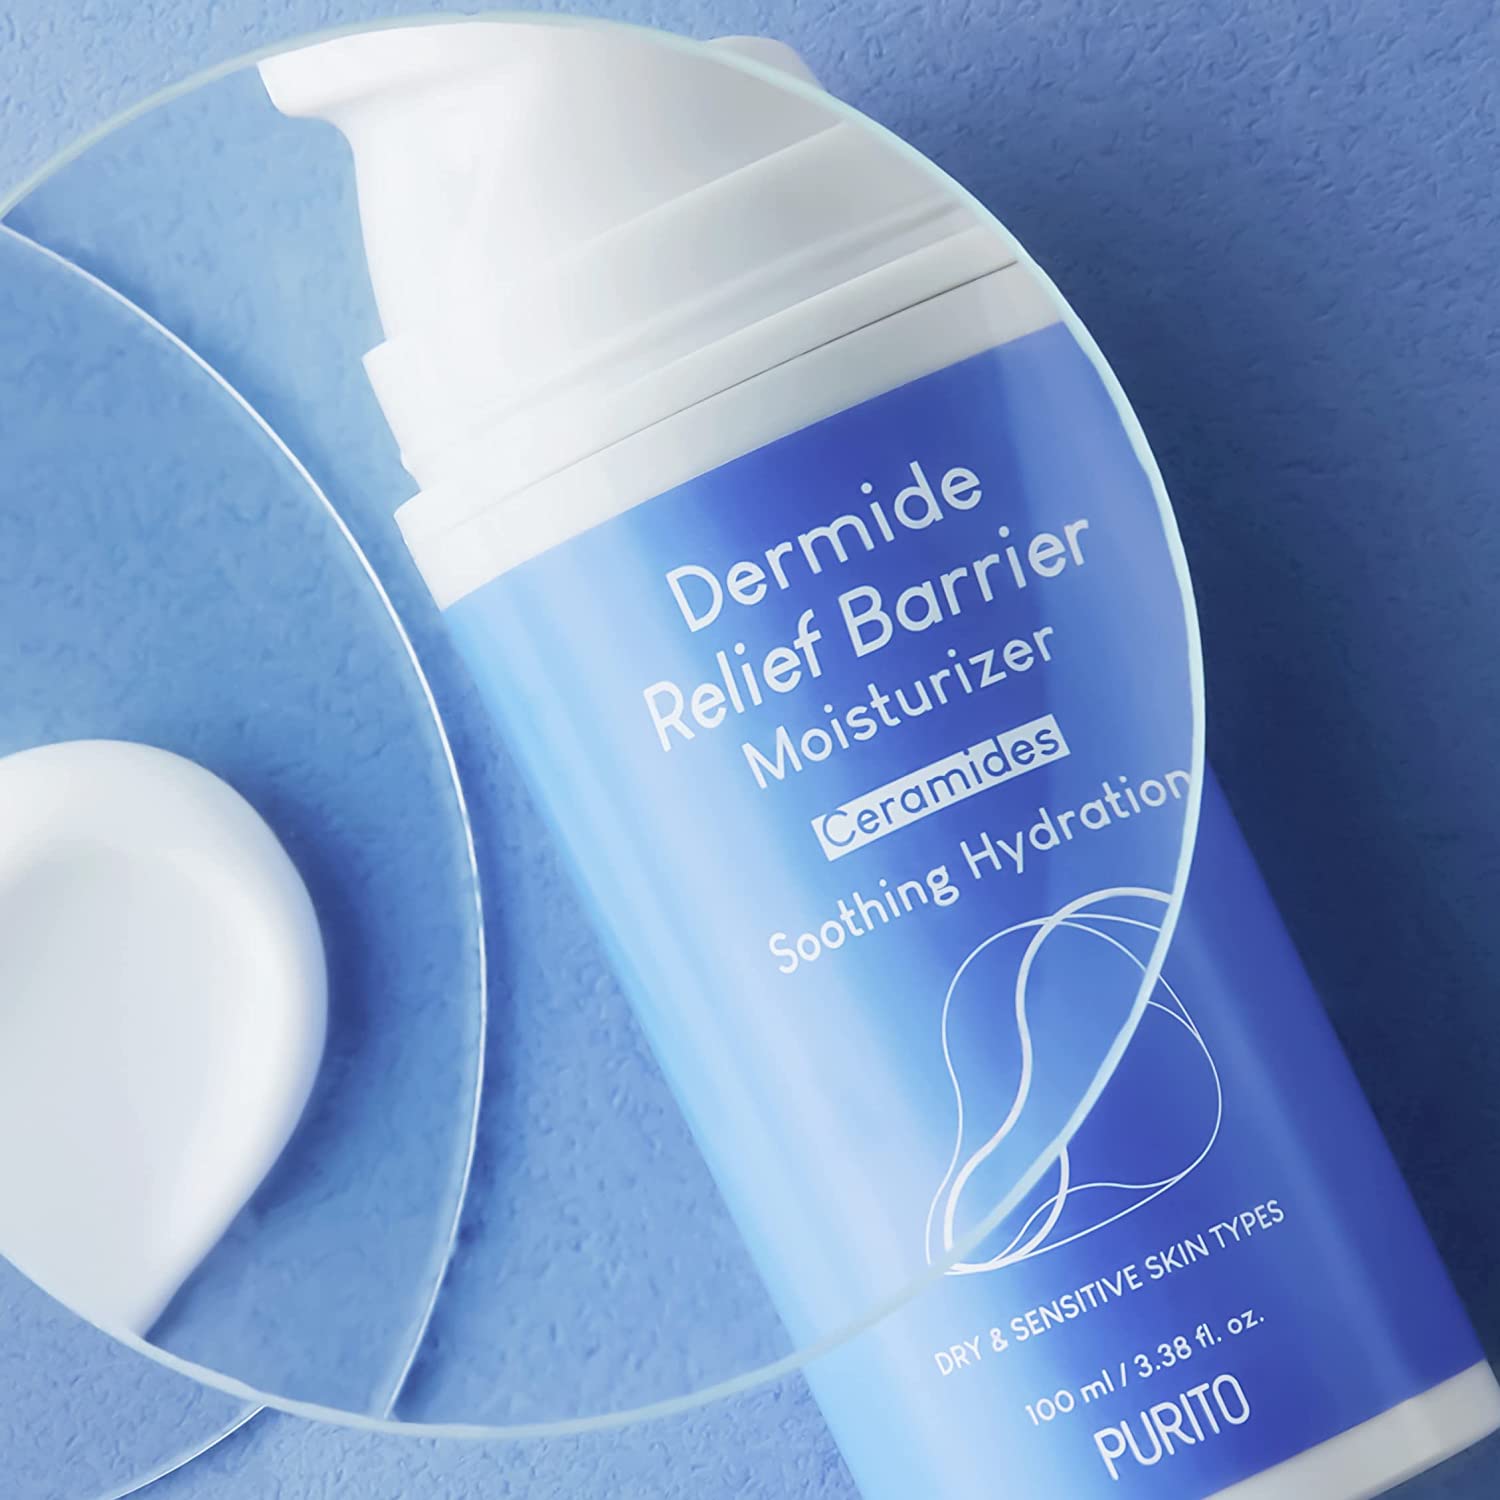 Dermide
Relief Barrier
Moisturizer
Ceramides
Soothing Hydration
DRY & SENSITIVE SKIN TYPES
100 ml / 3.38 fl. oz.
PURITO